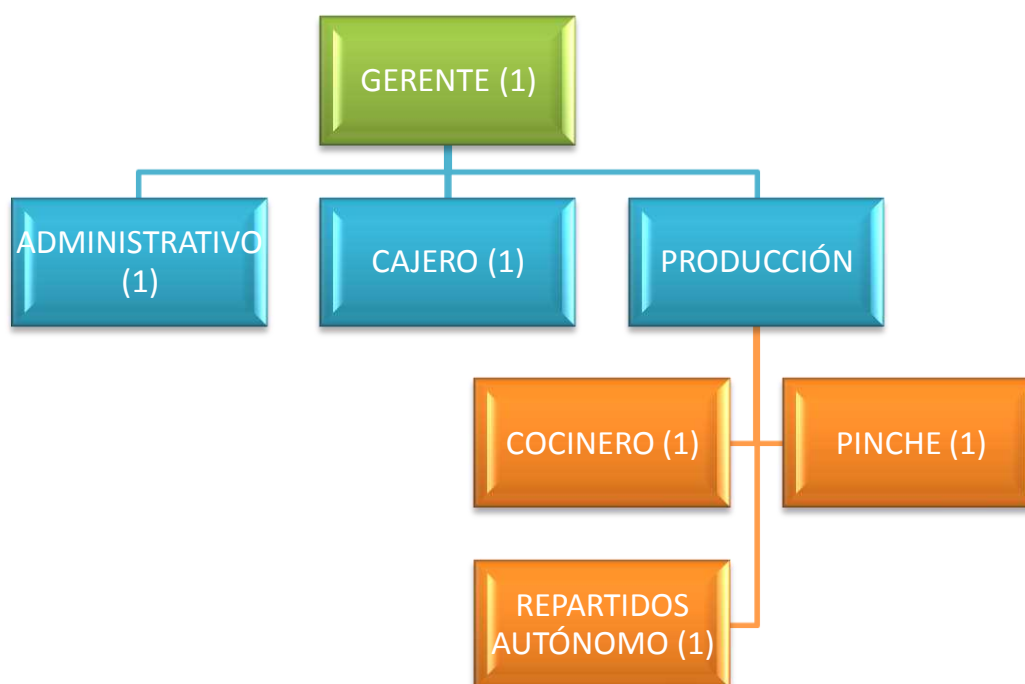 GERENTE (1)
ADMINISTRATIVO
(1)
CAJERO (1)
PRODUCCIÓN
COCINERO (1)
PINCHE (1)
REPARTIDOS
AUTÓNOMO (1)